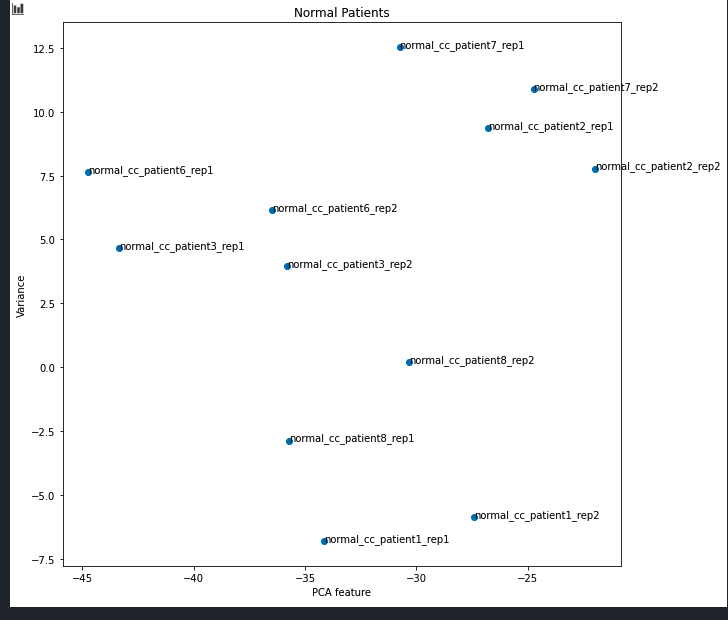 Normal Patients
12.5
normal_cc_patient7_rep1
normal_cc_patient7_rep2
10.0
normal_cc_patient2_rep1
7.5
normal_cc_patient6_rep1
normal_cc_patient2_rep2
normal_cc_patient6_rep2
5.0
normal_cc_patient3_rep1
normal_cc_patient3_rep2
Variance
2.5
0.0
normal_cc_patient8_rep2
−2.5
normal_cc_patient8_rep1
−5.0
normal_cc_patient1_rep2
normal_cc_patient1_rep1
−7.5
−45 −40 −35 −30 −25
PCA feature